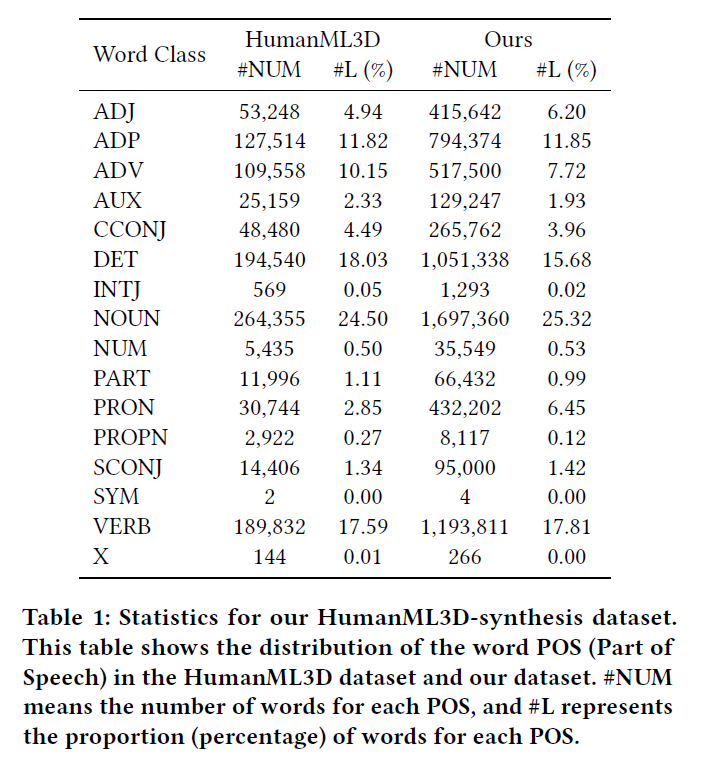 Word Class HumanML3D Ours
#NUM #L (%) #NUM #L (%)
ADJ 53,248 4.94 415,642 6.20
ADP 127,514 11.82 794,374 11.85
ADV 109,558 10.15 517,500 7.72
AUX 25,159 2.33 129,247 1.93
CCONJ 48,480 4.49 265,762 3.96
DET 194,540 18.03 1,051,338 15.68
INTJ 569 0.05 1,293 0.02
NOUN 264,355 24.50 1,697,360 25.32
NUM 5,435 0.50 35,549 0.53
PART 11,996 1.11 66,432 0.99
PRON 30,744 2.85 432,202 6.45
PROPN 2,922 0.27 8,117 0.12
SCONJ 14,406 1.34 95,000 1.42
SYM 2 0.00 4 0.00
VERB 189,832 17.59 1,193,811 17.81
X 144 0.01 266 0.00
Table 1: Statistics for our HumanML3D-synthesis dataset.
This table shows the distribution of the word POS (Part of
Speech) in the HumanML3D dataset and our dataset. #NUM
means the number of words for each POS, and #L represents
the proportion (percentage) of words for each POS.